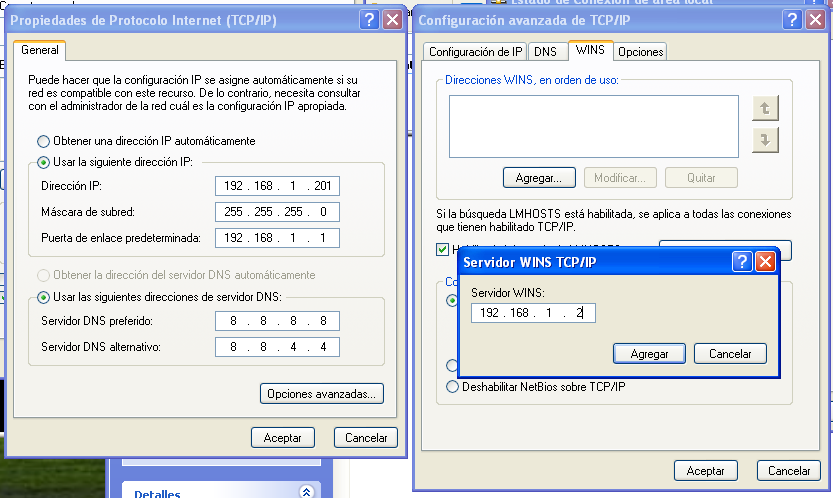 Propiedades de Protocolo Internet (TCP/IP)
General
Puede hacer que la configuración IP se asigne automáticamente si su
red es compatible con este recurso. De lo contrario, necesita consultar
con el administrador de la red cuál es la configuración IP apropiada.
Obtener una dirección IP automáticamente
Usar la siguiente dirección IP:
Dirección IP: 192 . 168 . 1 . 201
Máscara de subred: 255 . 255 . 255 . 0
Puerta de enlace predeterminada: 192 . 168 . 1 . 1
Obtener la dirección del servidor DNS automáticamente
Usar las siguientes direcciones de servidor DNS:
Servidor DNS preferido: 8 . 8 . 8 . 8
Servidor DNS alternativo: 8 . 8 . 4 . 4
Opciones avanzadas...
Aceptar Cancelar
Detalles
Estado de Conexión de área local
Configuración avanzada de TCP/IP
Configuración de IP DNS WINS Opciones
Direcciones WINS, en orden de uso:
Agregar... Modificar... Quitar
Si la búsqueda LMHOSTS está habilitada, se aplica a todas las conexiones
que tienen habilitado TCP/IP.
Servidor WINS TCP/IP
Servidor WINS:
192 . 168 . 1 . 2
Agregar Cancelar
Deshabilitar NetBios sobre TCP/IP
Aceptar Cancelar